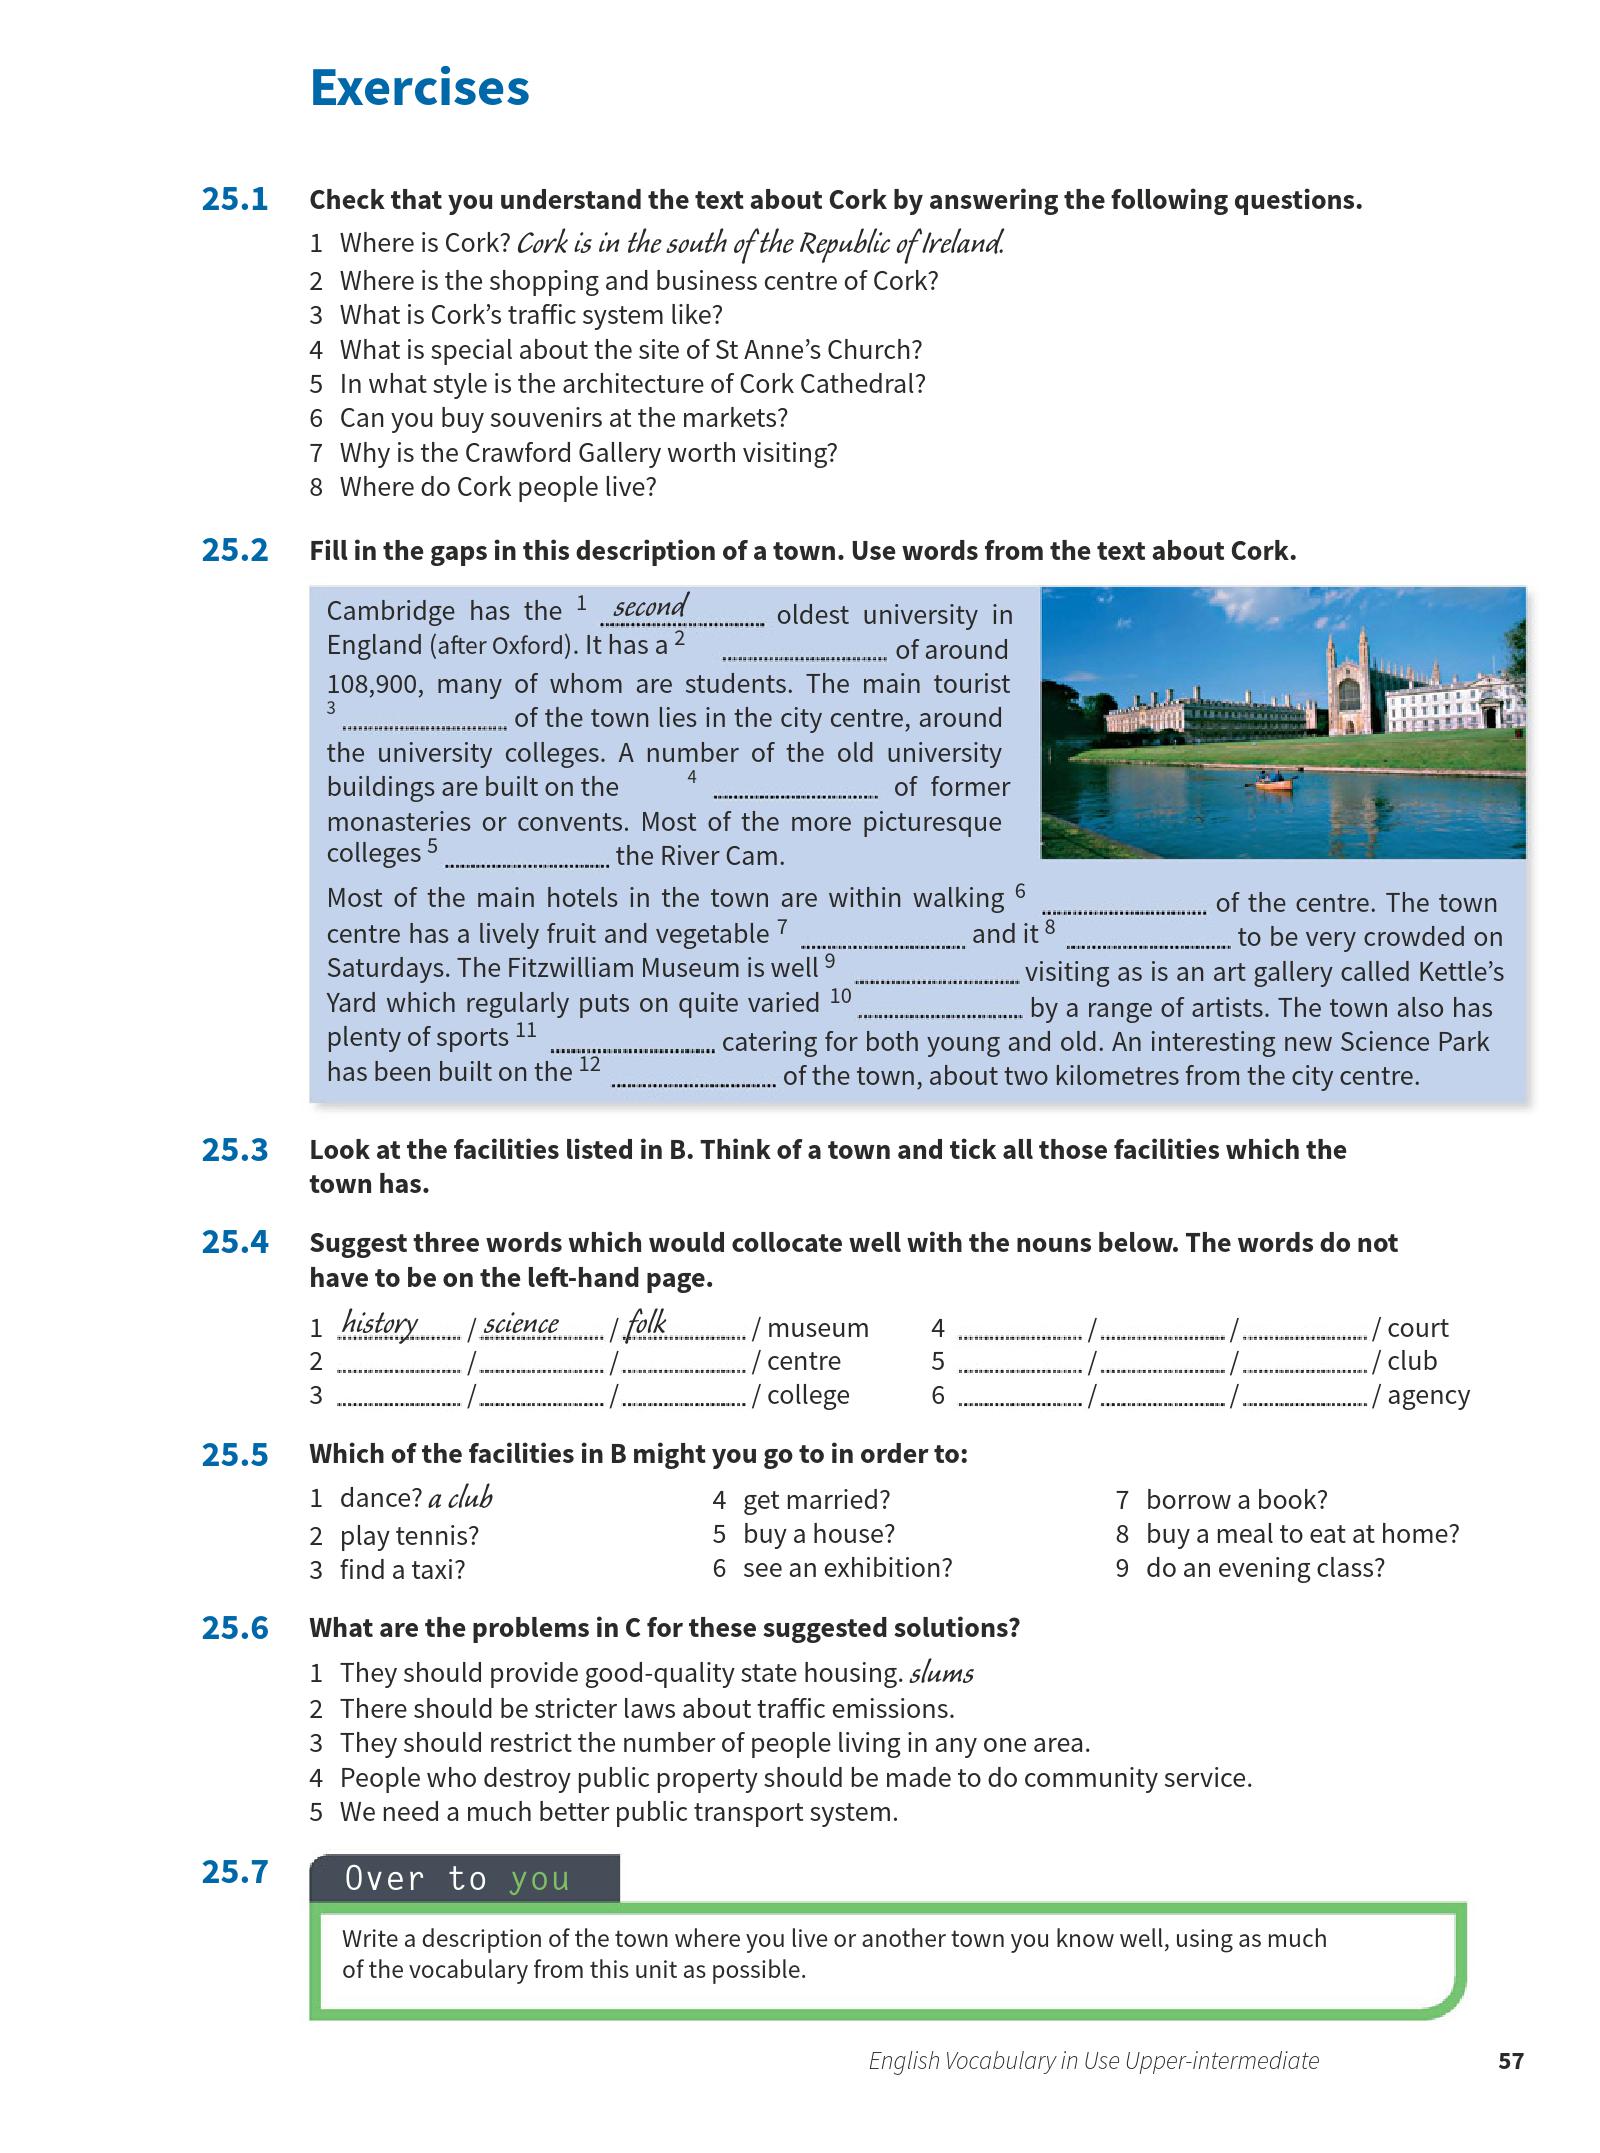 Exercises
25.1 Check that you understand the text about Cork by answering the following questions.
1 Where is Cork? Cork is in the south of the Republic of Ireland.
2 Where is the shopping and business centre of Cork?
3 What is Cork's traffic system like?
4 What is special about the site of St Anne's Church?
5 In what style is the architecture of Cork Cathedral?
6 Can you buy souvenirs at the markets?
7 Why is the Crawford Gallery worth visiting?
8 Where do Cork people live?
25.2 Fill in the gaps in this description of a town. Use words from the text about Cork.
Cambridge has the 1 second oldest university in
England (after Oxford). It has a 2 .................... of around
108,900, many of whom are students. The main tourist
3 .................... of the town lies in the city centre, around
the university colleges. A number of the old university
buildings are built on the 4 .................... of former
monasteries or convents. Most of the more picturesque
colleges 5 .................... the River Cam.
Most of the main hotels in the town are within walking 6 .................... of the centre. The town
centre has a lively fruit and vegetable 7 .................... and it 8 .................... to be very crowded on
Saturdays. The Fitzwilliam Museum is well 9 .................... visiting as is an art gallery called Kettle's
Yard which regularly puts on quite varied 10 .................... by a range of artists. The town also has
plenty of sports 11 .................... catering for both young and old. An interesting new Science Park
has been built on the 12 .................... of the town, about two kilometres from the city centre.
25.3 Look at the facilities listed in B. Think of a town and tick all those facilities which the
town has.
25.4 Suggest three words which would collocate well with the nouns below. The words do not
have to be on the left-hand page.
1 history / science / folk / museum 4 ............... / ............... / ............... / court
2 ............... / ............... / ............... / centre 5 ............... / ............... / ............... / club
3 ............... / ............... / ............... / college 6 ............... / ............... / ............... / agency
25.5 Which of the facilities in B might you go to in order to:
1 dance? a club 4 get married? 7 borrow a book?
2 play tennis? 5 buy a house? 8 buy a meal to eat at home?
3 find a taxi? 6 see an exhibition? 9 do an evening class?
25.6 What are the problems in C for these suggested solutions?
1 They should provide good-quality state housing. slums
2 There should be stricter laws about traffic emissions.
3 They should restrict the number of people living in any one area.
4 People who destroy public property should be made to do community service.
5 We need a much better public transport system.
25.7 Over to you
Write a description of the town where you live or another town you know well, using as much
of the vocabulary from this unit as possible.
English Vocabulary in Use Upper-intermediate 57